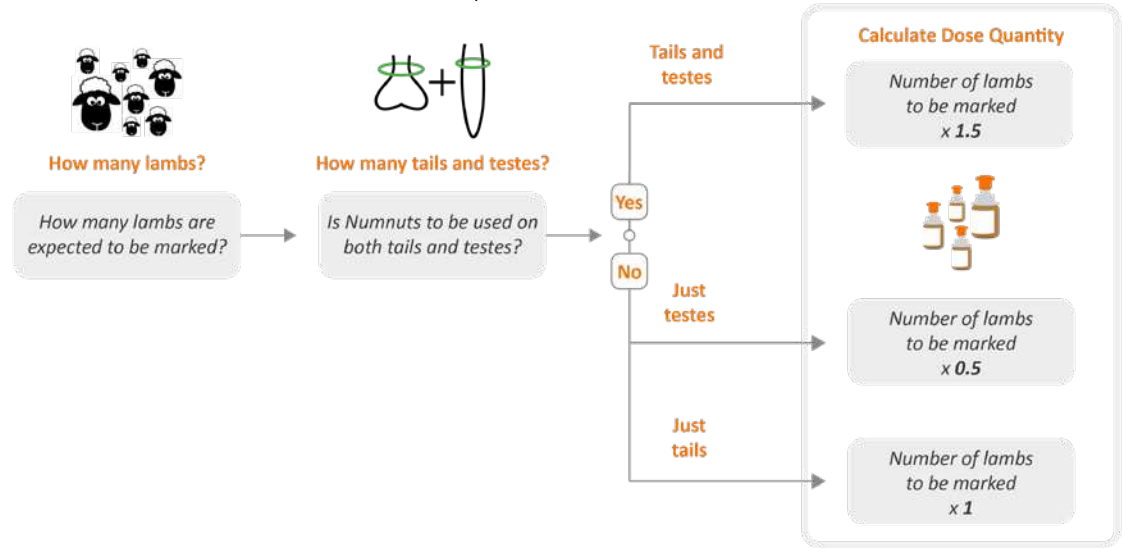 How many lambs?
How many lambs are
expected to be marked?
How many tails and testes?
Is Numnuts to be used on
both tails and testes?
Yes
No
Tails and
testes
Just
testes
Just
tails
Calculate Dose Quantity
Number of lambs
to be marked
x 1.5
Number of lambs
to be marked
x 0.5
Number of lambs
to be marked
x 1